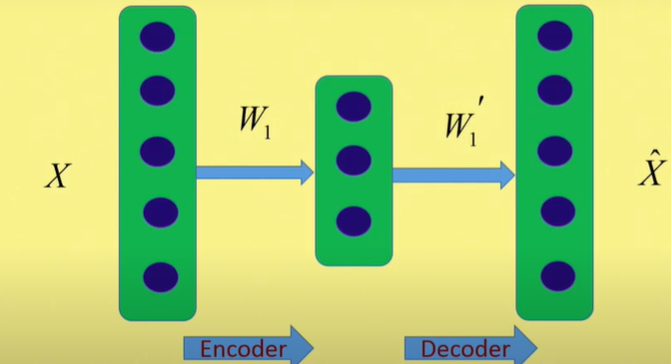 W₁
W₁′
X
X̂
Encoder
Decoder